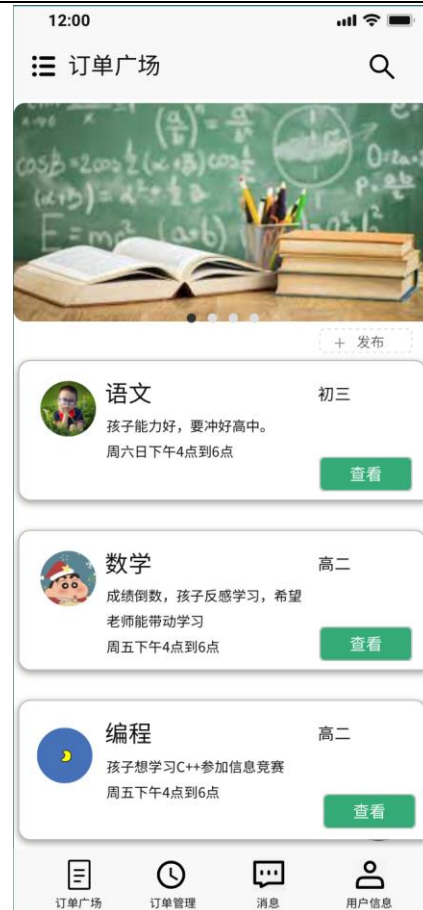 12:00
订单广场
+ 发布
语文
初三
孩子能力好，要冲好高中。
周六日下午4点到6点
查看
数学
高二
成绩倒数，孩子反感学习，希望
老师能带动学习
周五下午4点到6点
查看
编程
高二
孩子想学习C++参加信息竞赛
周五下午4点到6点
查看
订单广场
订单管理
消息
用户信息